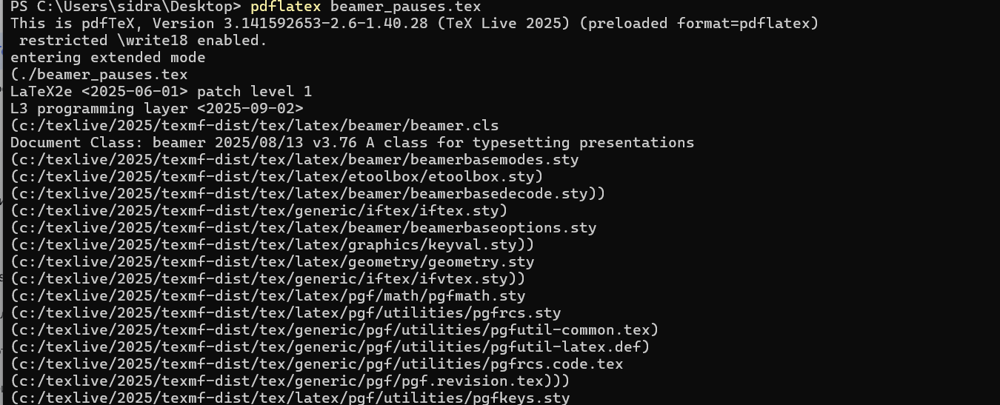 PS C:\Users\sidra\Desktop> pdflatex beamer_pauses.tex
This is pdfTeX, Version 3.141592653-2.6-1.40.28 (TeX Live 2025) (preloaded format=pdflatex)
 restricted \write18 enabled.
entering extended mode
(./beamer_pauses.tex
LaTeX2e <2025-06-01> patch level 1
L3 programming layer <2025-09-02>
(c:/texlive/2025/texmf-dist/tex/latex/beamer/beamer.cls
Document Class: beamer 2025/08/13 v3.76 A class for typesetting presentations
(c:/texlive/2025/texmf-dist/tex/latex/beamer/beamerbasemodes.sty
(c:/texlive/2025/texmf-dist/tex/latex/etoolbox/etoolbox.sty)
(c:/texlive/2025/texmf-dist/tex/latex/beamer/beamerbasedecode.sty))
(c:/texlive/2025/texmf-dist/tex/generic/iftex/iftex.sty)
(c:/texlive/2025/texmf-dist/tex/latex/beamer/beamerbaseoptions.sty
(c:/texlive/2025/texmf-dist/tex/latex/graphics/keyval.sty))
(c:/texlive/2025/texmf-dist/tex/latex/geometry/geometry.sty
(c:/texlive/2025/texmf-dist/tex/generic/iftex/ifvtex.sty))
(c:/texlive/2025/texmf-dist/tex/latex/pgf/math/pgfmath.sty
(c:/texlive/2025/texmf-dist/tex/latex/pgf/utilities/pgfrcs.sty
(c:/texlive/2025/texmf-dist/tex/generic/pgf/utilities/pgfutil-common.tex)
(c:/texlive/2025/texmf-dist/tex/generic/pgf/utilities/pgfutil-latex.def)
(c:/texlive/2025/texmf-dist/tex/generic/pgf/utilities/pgfrcs.code.tex
(c:/texlive/2025/texmf-dist/tex/generic/pgf/pgf.revision.tex)))
(c:/texlive/2025/texmf-dist/tex/latex/pgf/utilities/pgfkeys.sty